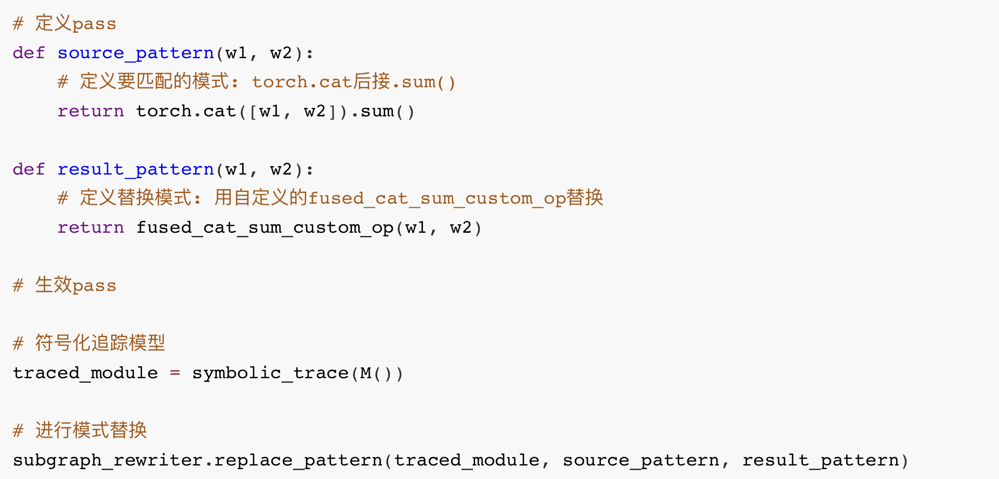 # 定义pass
def source_pattern(w1, w2):
    # 定义要匹配的模式: torch.cat后接.sum()
    return torch.cat([w1, w2]).sum()
def result_pattern(w1, w2):
    # 定义替换模式: 用自定义的fused_cat_sum_custom_op替换
    return fused_cat_sum_custom_op(w1, w2)
# 生效pass
# 符号化追踪模型
traced_module = symbolic_trace(M())
# 进行模式替换
subgraph_rewriter.replace_pattern(traced_module, source_pattern, result_pattern)